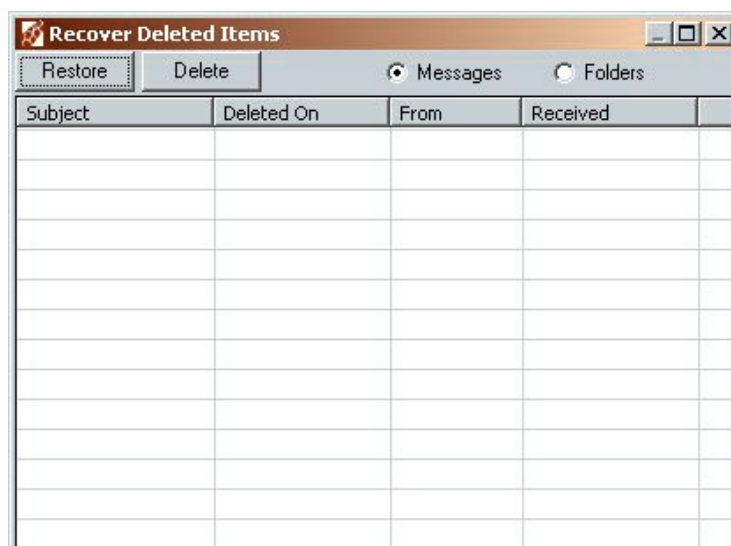 Recover Deleted Items
Restore Delete Messages Folders
Subject Deleted On From Received